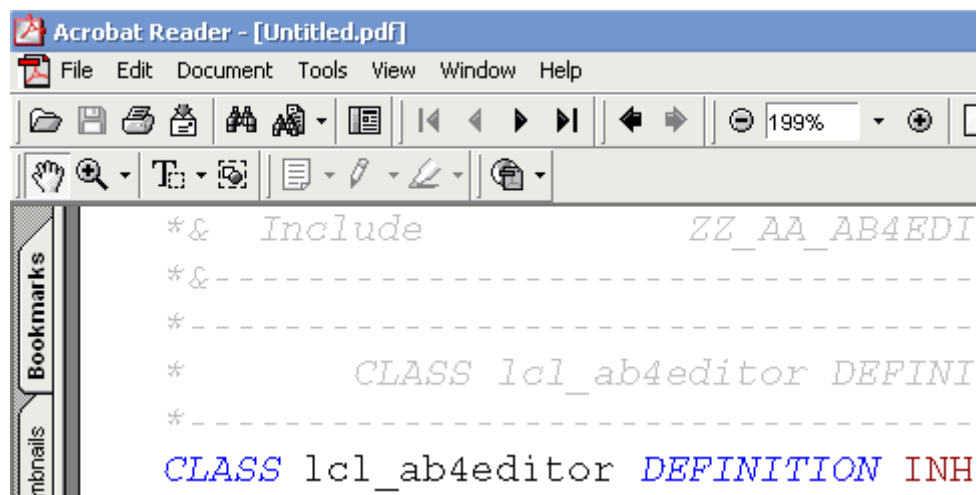 Acrobat Reader - [Untitled.pdf]
File Edit Document Tools View Window Help
199%
Bookmarks
mbnails
*& Include ZZ_AA_AB4EDI
*&---------------------------------
*----------------------------------
* CLASS lcl_ab4editor DEFINI
*----------------------------------
CLASS lcl_ab4editor DEFINITION INH